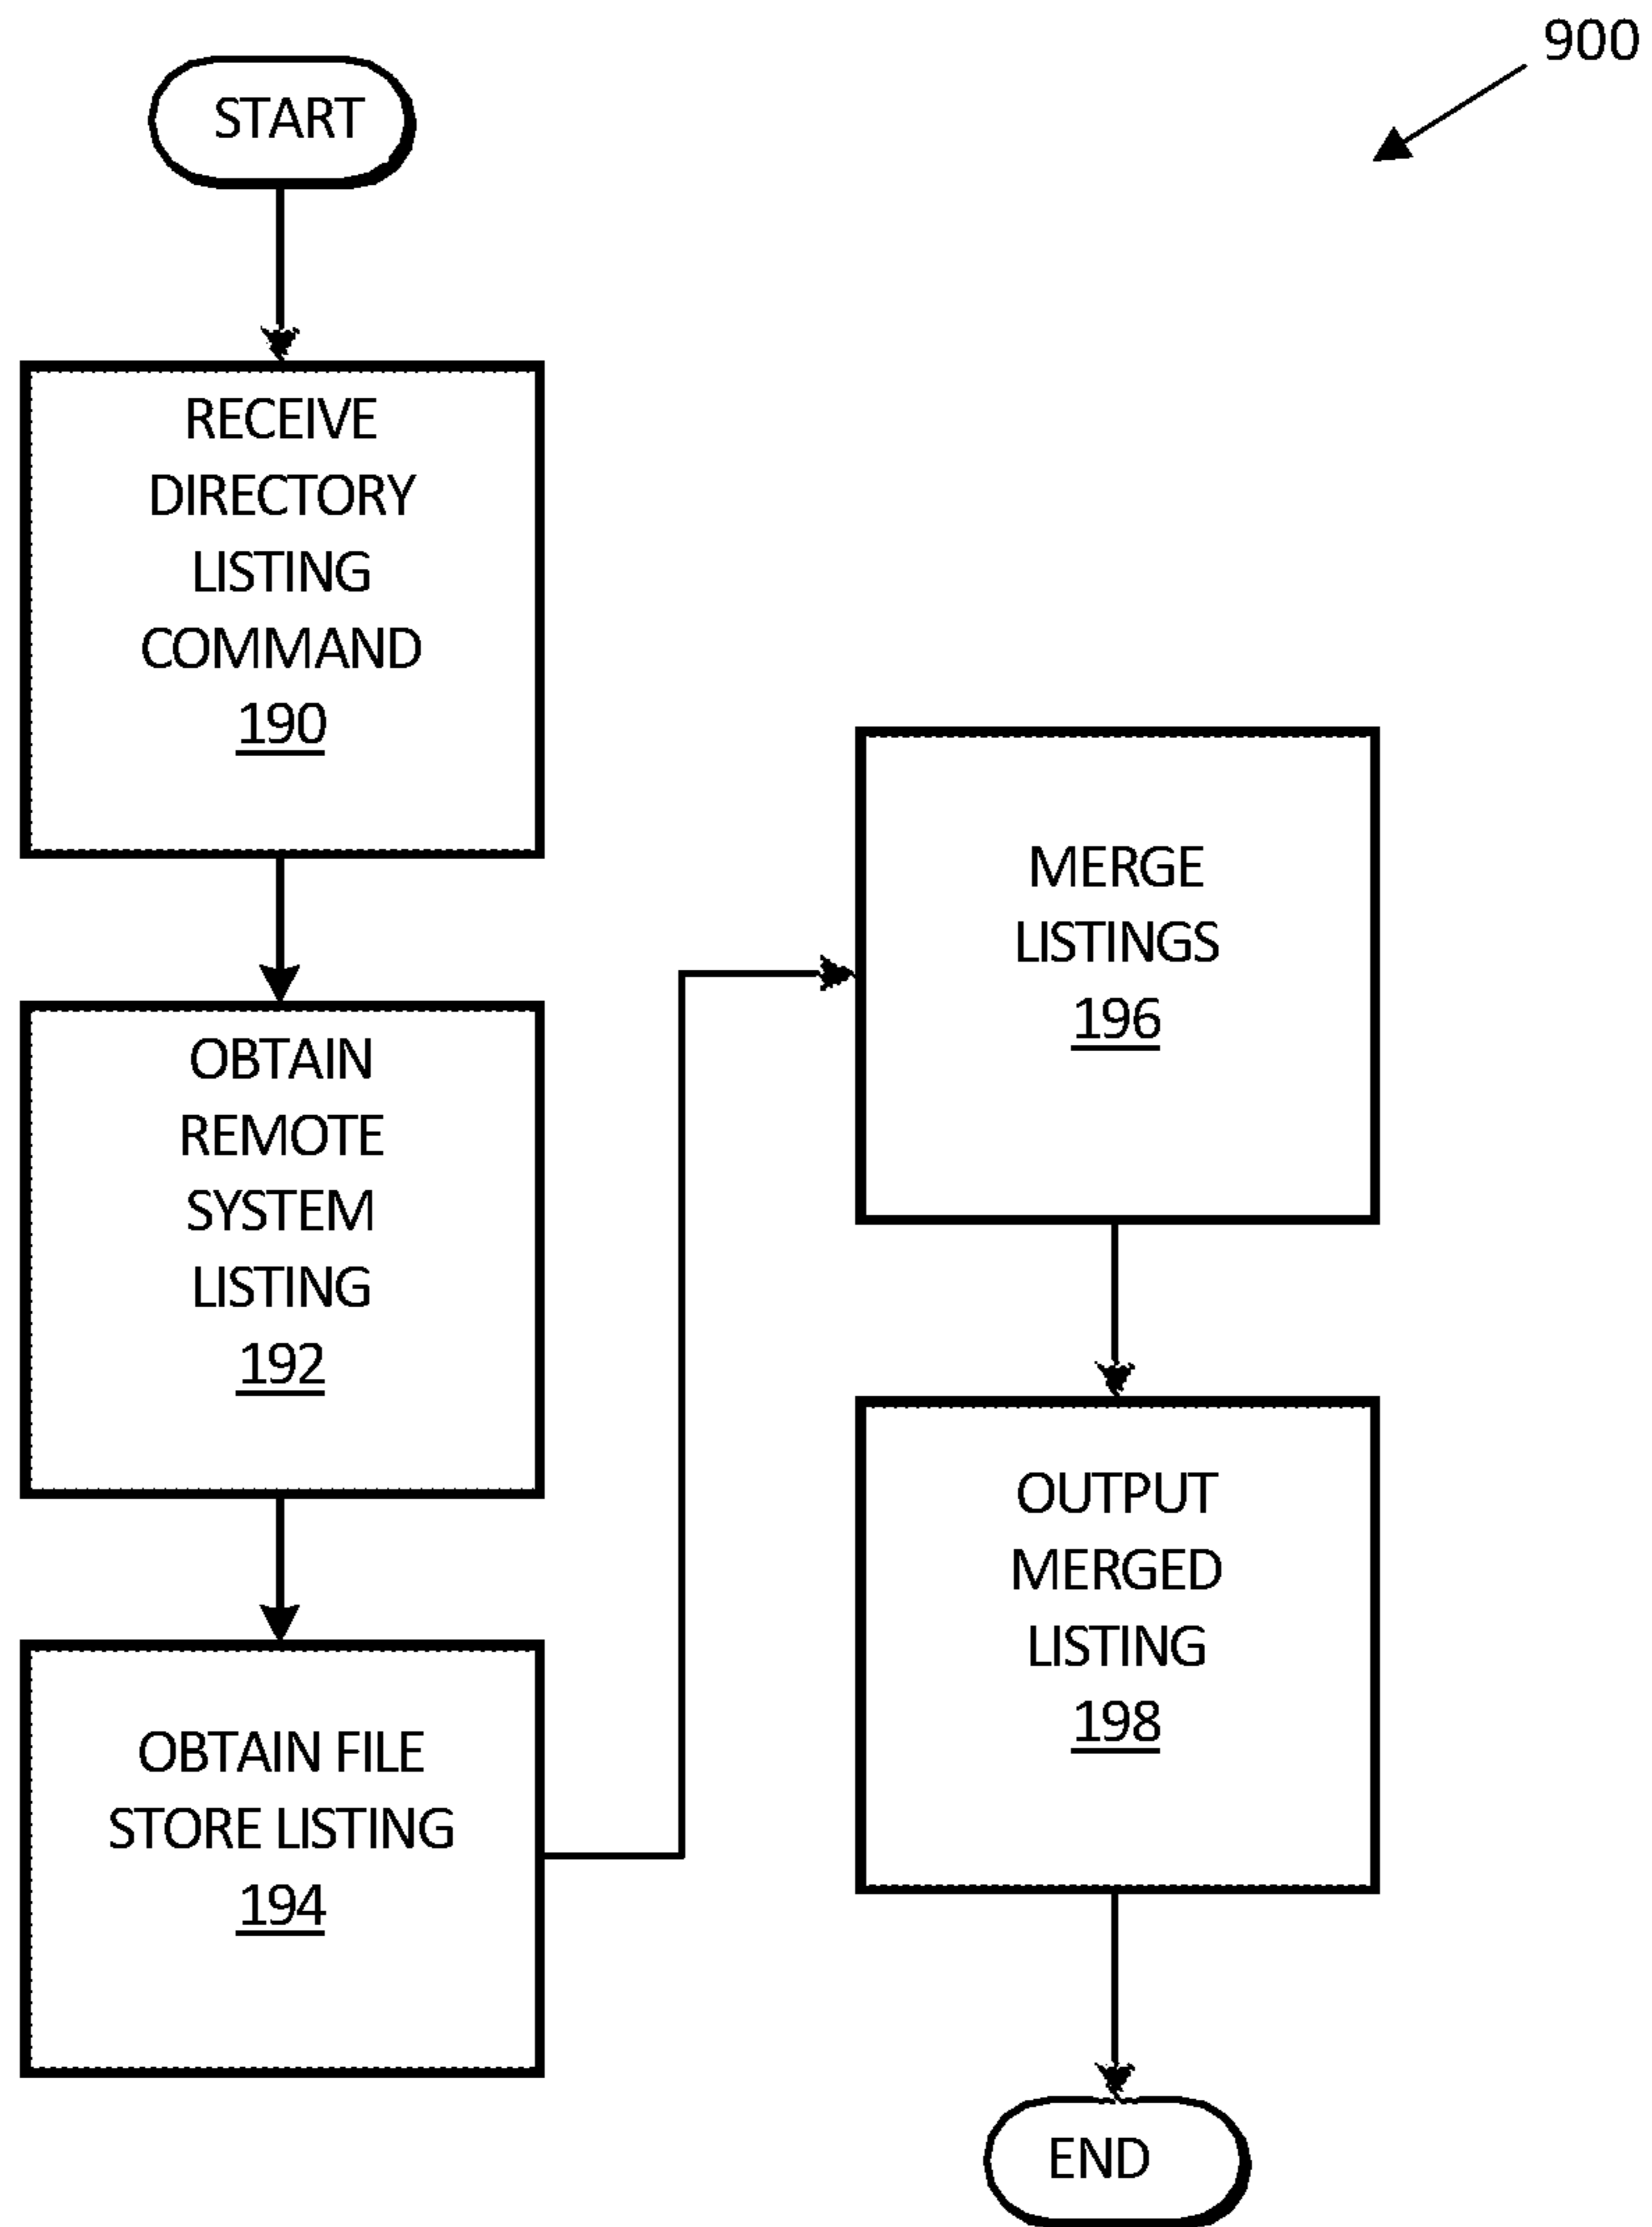 900
START
RECEIVE
DIRECTORY
LISTING
COMMAND
190
OBTAIN
REMOTE
SYSTEM
LISTING
192
OBTAIN FILE
STORE LISTING
194
MERGE
LISTINGS
196
OUTPUT
MERGED
LISTING
198
END